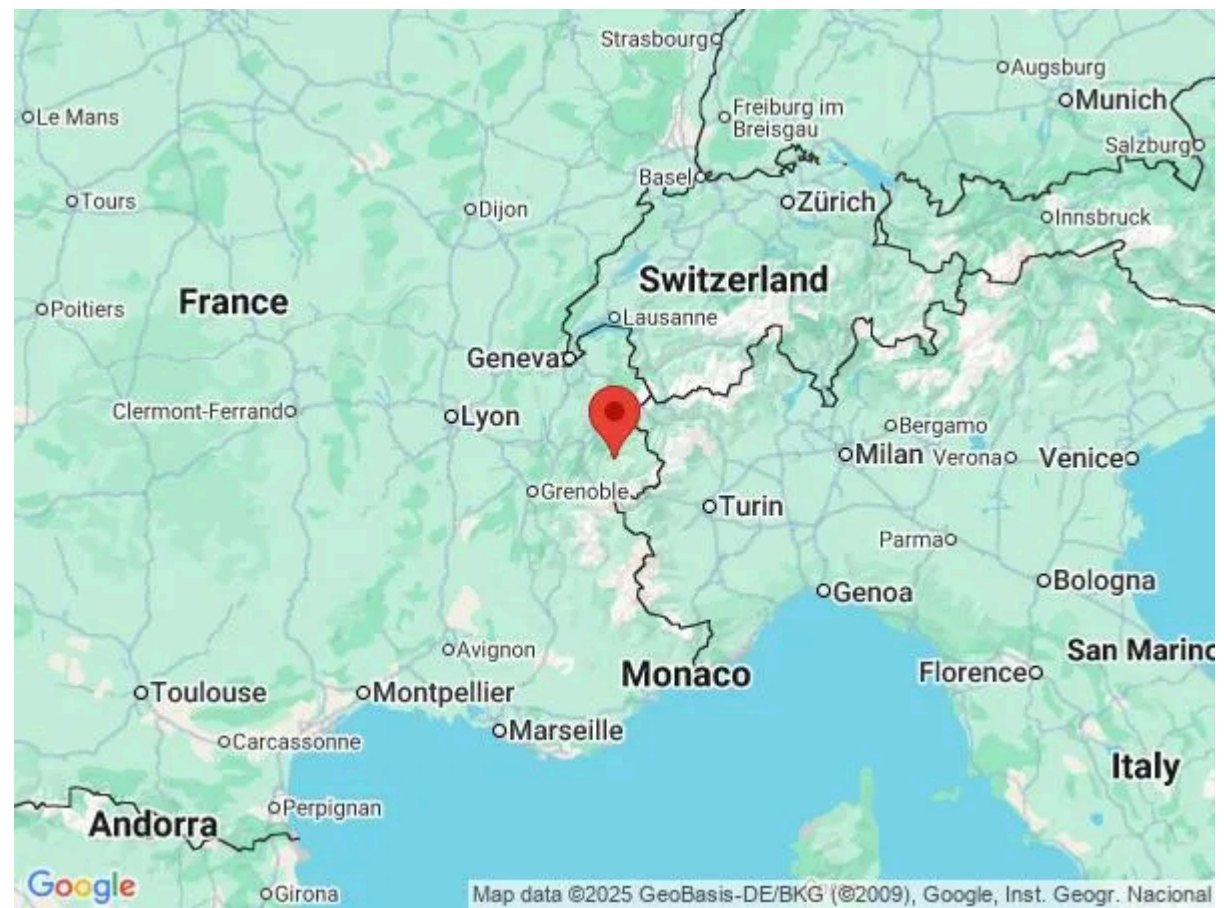 Strasbourg
Augsburg
Munich
Freiburg im
Breisgau
Le Mans
Salzburg
Basel
Tours
Dijon
Zürich
Innsbruck
Switzerland
France
Poitiers
Lausanne
Geneva
Clermont-Ferrand
Lyon
Bergamo
Milan
Verona
Venice
Grenoble
Turin
Parma
Bologna
Genoa
Avignon
San Marino
Monaco
Florence
Toulouse
Montpellier
Marseille
Carcassonne
Italy
Perpignan
Andorra
Google
Girona
Map data ©2025 GeoBasis-DE/BKG (©2009), Google, Inst. Geogr. Nacional